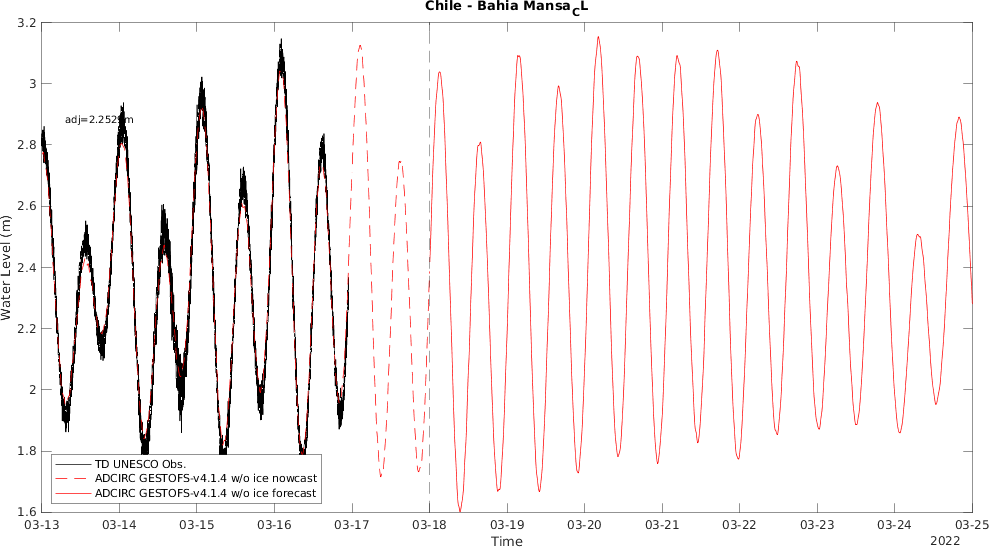 Chile - Bahia Mansa_CL
3.2
3
2.8
2.6
2.4
2.2
2
1.8
1.6
Water Level (m)
adj=2.2529m
TD UNESCO Obs.
ADCIRC GESTOFS-v4.1.4 w/o ice nowcast
ADCIRC GESTOFS-v4.1.4 w/o ice forecast
03-13 03-14 03-15 03-16 03-17 03-18 03-19 03-20 03-21 03-22 03-23 03-24 03-25
Time
2022